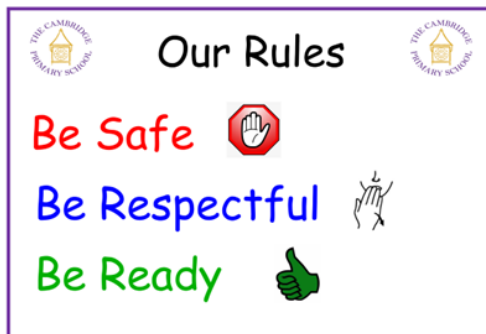 THE CAMBRIDGE
PRIMARY SCHOOL
Our Rules
THE CAMBRIDGE
PRIMARY SCHOOL
Be Safe
Be Respectful
Be Ready